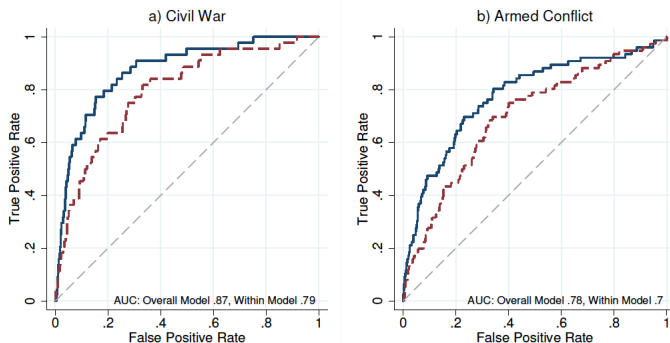 a) Civil War
True Positive Rate
1
.8
.6
.4
.2
0
AUC: Overall Model .87, Within Model .79
0 .2 .4 .6 .8 1
False Positive Rate
b) Armed Conflict
True Positive Rate
1
.8
.6
.4
.2
0
AUC: Overall Model .78, Within Model .7
0 .2 .4 .6 .8 1
False Positive Rate